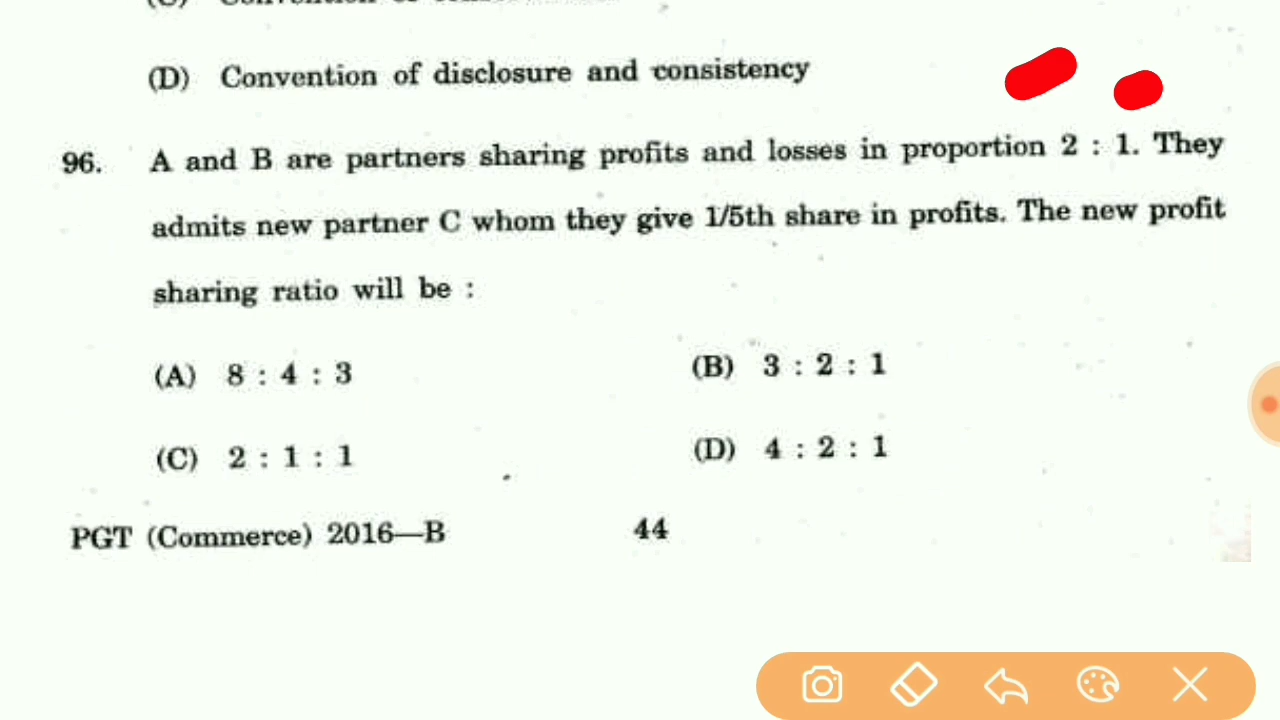 (D) Convention of disclosure and consistency
96. A and B are partners sharing profits and losses in proportion 2 : 1. They
admits new partner C whom they give 1/5th share in profits. The new profit
sharing ratio will be :
(A) 8 : 4 : 3 (B) 3 : 2 : 1
(C) 2 : 1 : 1 (D) 4 : 2 : 1
PGT (Commerce) 2016—B 44